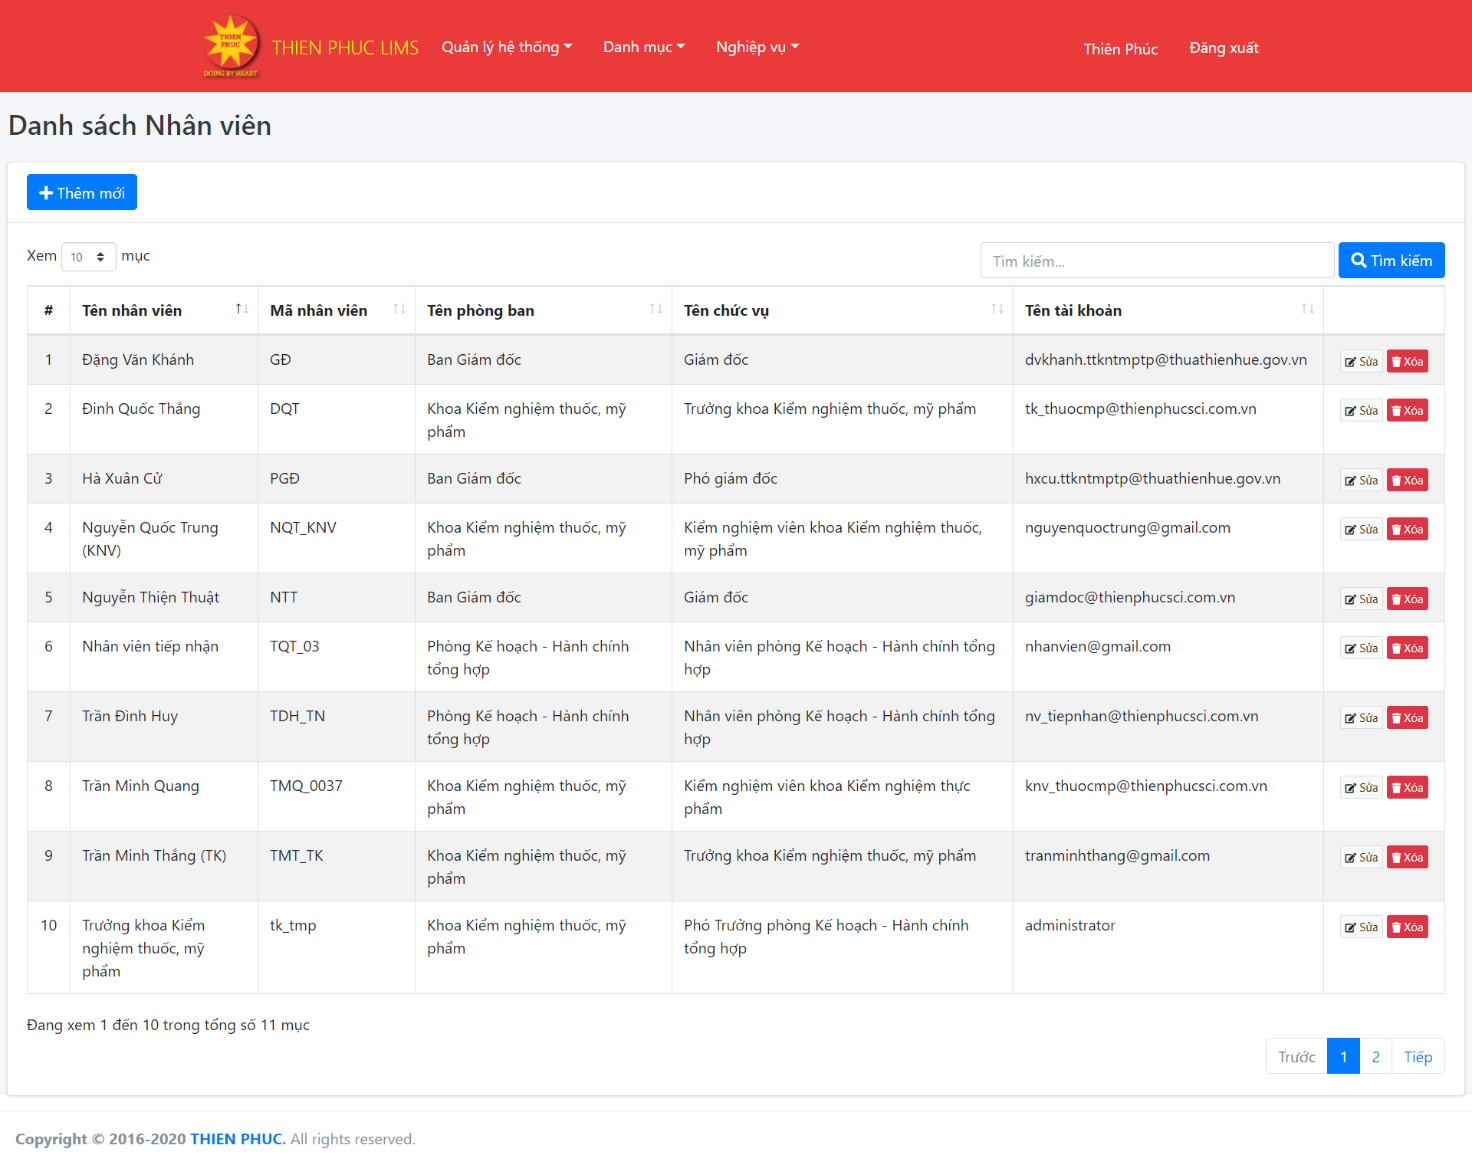 THIEN PHUC
DOING BY HEART
THIEN PHUC LIMS
Quản lý hệ thống
Danh mục
Nghiệp vụ
Thiên Phúc
Đăng xuất
Danh sách Nhân viên
Thêm mới
Xem 10 mục
Tìm kiếm...
Tìm kiếm
# Tên nhân viên Mã nhân viên Tên phòng ban Tên chức vụ Tên tài khoản
1 Đặng Văn Khánh GĐ Ban Giám đốc Giám đốc dvkhanh.ttkntmptp@thuathienhue.gov.vn Sửa Xóa
2 Đinh Quốc Thắng DQT Khoa Kiểm nghiệm thuốc, mỹ Trưởng khoa Kiểm nghiệm thuốc, mỹ phẩm tk_thuocmp@thienphucsci.com.vn Sửa Xóa
phẩm
3 Hà Xuân Cử PGĐ Ban Giám đốc Phó giám đốc hxcu.ttkntmptp@thuathienhue.gov.vn Sửa Xóa
4 Nguyễn Quốc Trung NQT_KNV Khoa Kiểm nghiệm thuốc, mỹ Kiểm nghiệm viên khoa Kiểm nghiệm thuốc, nguyenquoctrung@gmail.com Sửa Xóa
(KNV) phẩm mỹ phẩm
5 Nguyễn Thiện Thuật NTT Ban Giám đốc Giám đốc giamdoc@thienphucsci.com.vn Sửa Xóa
6 Nhân viên tiếp nhận TQT_03 Phòng Kế hoạch - Hành chính Nhân viên phòng Kế hoạch - Hành chính tổng nhanvien@gmail.com Sửa Xóa
tổng hợp hợp
7 Trần Đình Huy TDH_TN Phòng Kế hoạch - Hành chính Nhân viên phòng Kế hoạch - Hành chính tổng nv_tiepnhan@thienphucsci.com.vn Sửa Xóa
tổng hợp hợp
8 Trần Minh Quang TMQ_0037 Khoa Kiểm nghiệm thuốc, mỹ Kiểm nghiệm viên khoa Kiểm nghiệm thực knv_thuocmp@thienphucsci.com.vn Sửa Xóa
phẩm phẩm
9 Trần Minh Thắng (TK) TMT_TK Khoa Kiểm nghiệm thuốc, mỹ Trưởng khoa Kiểm nghiệm thuốc, mỹ phẩm tranminhthang@gmail.com Sửa Xóa
phẩm
10 Trưởng khoa Kiểm tk_tmp Khoa Kiểm nghiệm thuốc, mỹ Phó Trưởng phòng Kế hoạch - Hành chính administrator Sửa Xóa
nghiệm thuốc, mỹ phẩm tổng hợp
phẩm
Đang xem 1 đến 10 trong tổng số 11 mục
Trước 1 2 Tiếp
Copyright © 2016-2020 THIEN PHUC. All rights reserved.